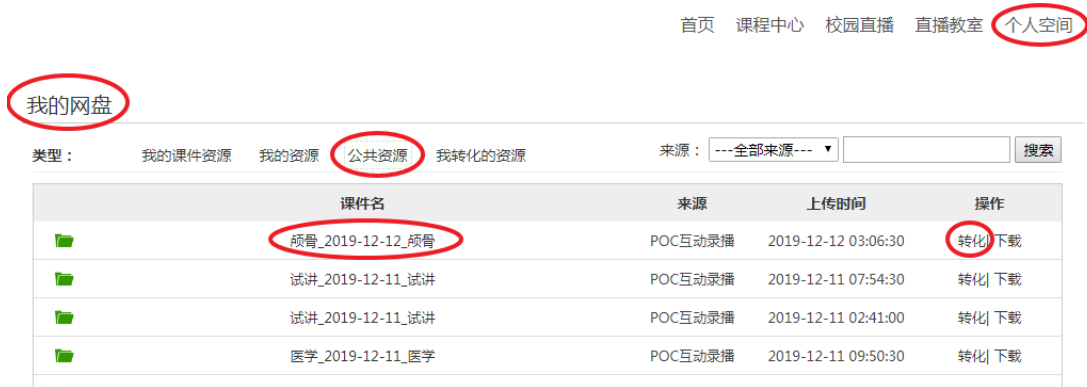 首页 课程中心 校园直播 直播教室 个人空间
我的网盘
类型： 我的课件资源 我的资源 公共资源 我转化的资源 来源： ---全部来源--- 搜索
课件名 来源 上传时间 操作
颅骨_2019-12-12_颅骨 POC互动录播 2019-12-12 03:06:30 转化| 下载
试讲_2019-12-11_试讲 POC互动录播 2019-12-11 07:54:30 转化| 下载
试讲_2019-12-11_试讲 POC互动录播 2019-12-11 02:41:00 转化| 下载
医学_2019-12-11_医学 POC互动录播 2019-12-11 09:50:30 转化| 下载